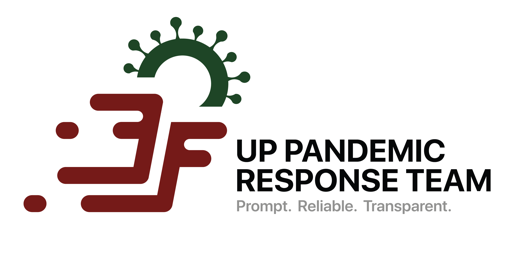 UP PANDEMIC
RESPONSE TEAM
Prompt. Reliable. Transparent.